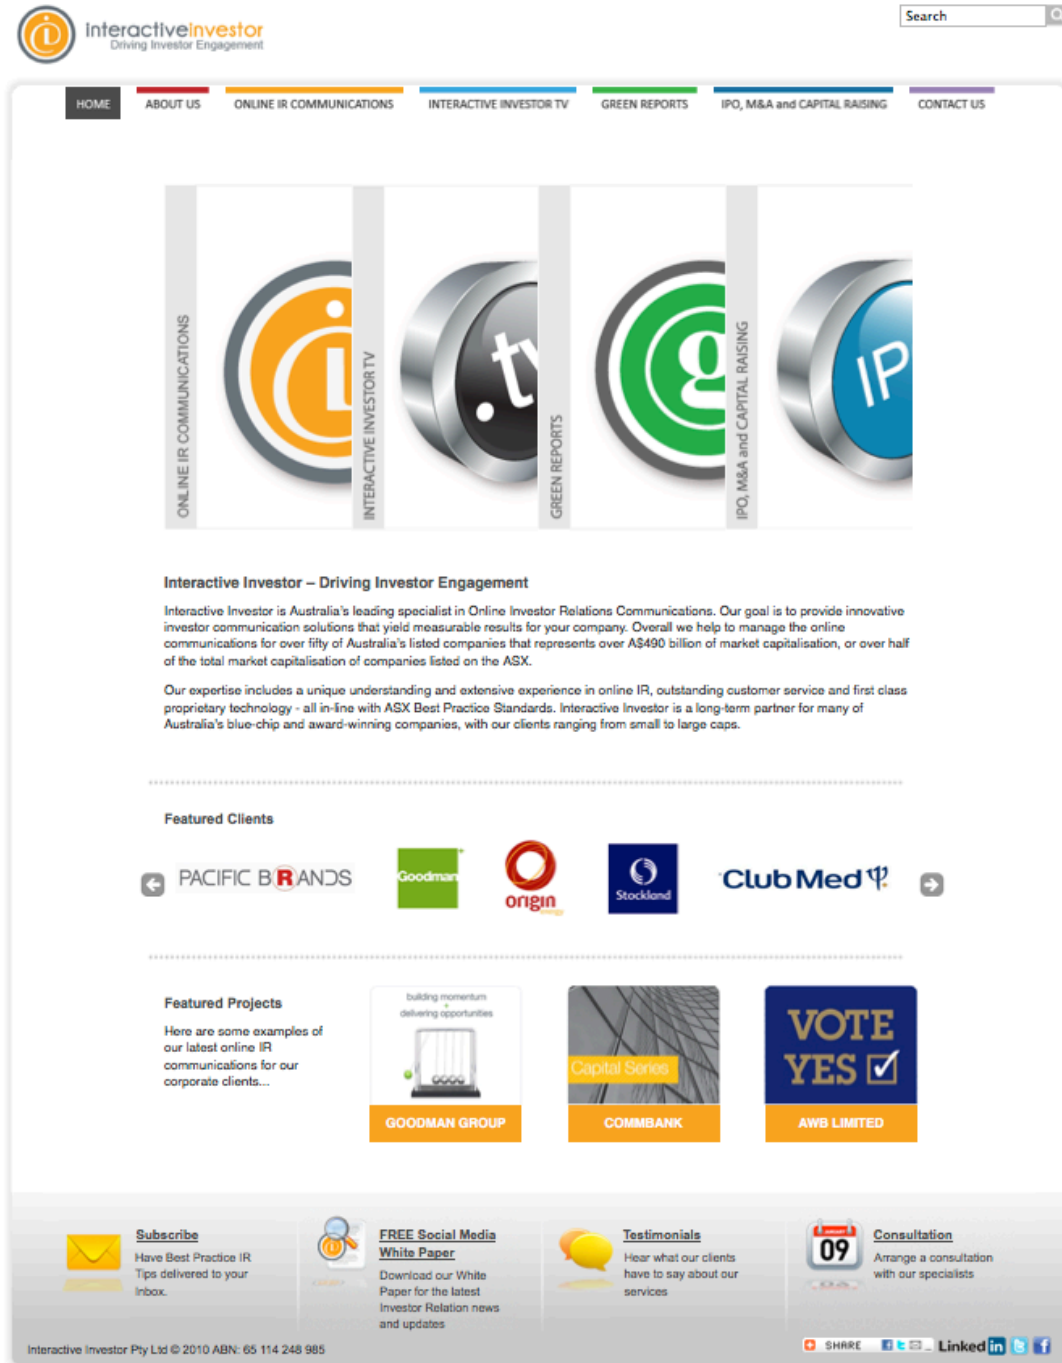 interactiveinvestor
Driving Investor Engagement
Search
HOME
ABOUT US
ONLINE IR COMMUNICATIONS
INTERACTIVE INVESTOR TV
GREEN REPORTS
IPO, M&A and CAPITAL RAISING
CONTACT US
ONLINE IR COMMUNICATIONS
i
INTERACTIVE INVESTOR TV
.tv
GREEN REPORTS
g
IPO, M&A and CAPITAL RAISING
IP
Interactive Investor – Driving Investor Engagement
Interactive Investor is Australia's leading specialist in Online Investor Relations Communications. Our goal is to provide innovative
investor communication solutions that yield measurable results for your company. Overall we help to manage the online
communications for over fifty of Australia's listed companies that represents over A$490 billion of market capitalisation, or over half
of the total market capitalisation of companies listed on the ASX.
Our expertise includes a unique understanding and extensive experience in online IR, outstanding customer service and first class
proprietary technology - all in-line with ASX Best Practice Standards. Interactive Investor is a long-term partner for many of
Australia's blue-chip and award-winning companies, with our clients ranging from small to large caps.
Featured Clients
PACIFIC BRANDS
Goodman
origin
energy
Stockland
Club Med
Featured Projects
Here are some examples of
our latest online IR
communications for our
corporate clients...
building momentum
+
delivering opportunities
GOODMAN GROUP
Capital Series
COMMBANK
VOTE
YES
AWB LIMITED
Subscribe
Have Best Practice IR
Tips delivered to your
Inbox.
FREE Social Media
White Paper
Download our White
Paper for the latest
Investor Relation news
and updates
Testimonials
Hear what our clients
have to say about our
services
09
Consultation
Arrange a consultation
with our specialists
Interactive Investor Pty Ltd © 2010 ABN: 65 114 248 985
SHARE
Linked in